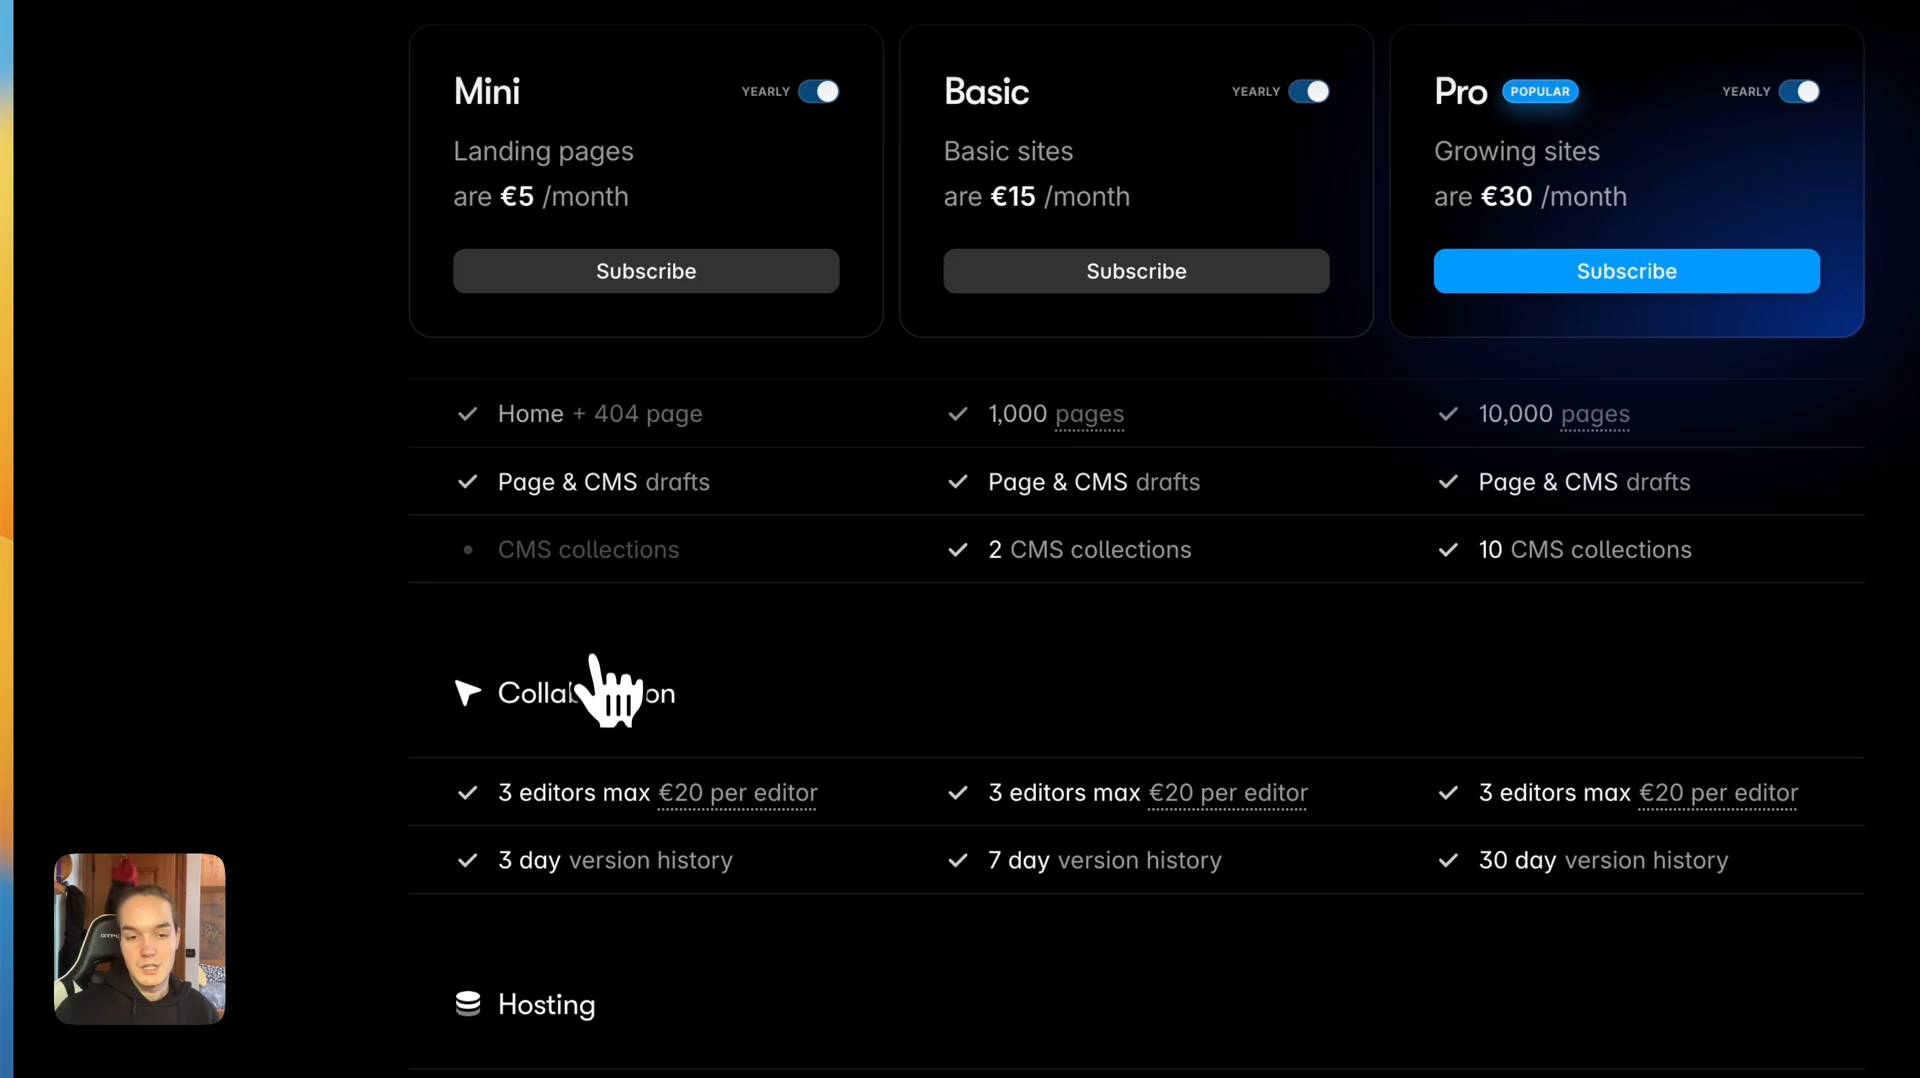 Mini
YEARLY
Landing pages
are €5 /month
Subscribe
Basic
YEARLY
Basic sites
are €15 /month
Subscribe
Pro
POPULAR
YEARLY
Growing sites
are €30 /month
Subscribe
Home + 404 page
1,000 pages
10,000 pages
Page & CMS drafts
Page & CMS drafts
Page & CMS drafts
CMS collections
2 CMS collections
10 CMS collections
Collaboration
3 editors max €20 per editor
3 editors max €20 per editor
3 editors max €20 per editor
3 day version history
7 day version history
30 day version history
Hosting